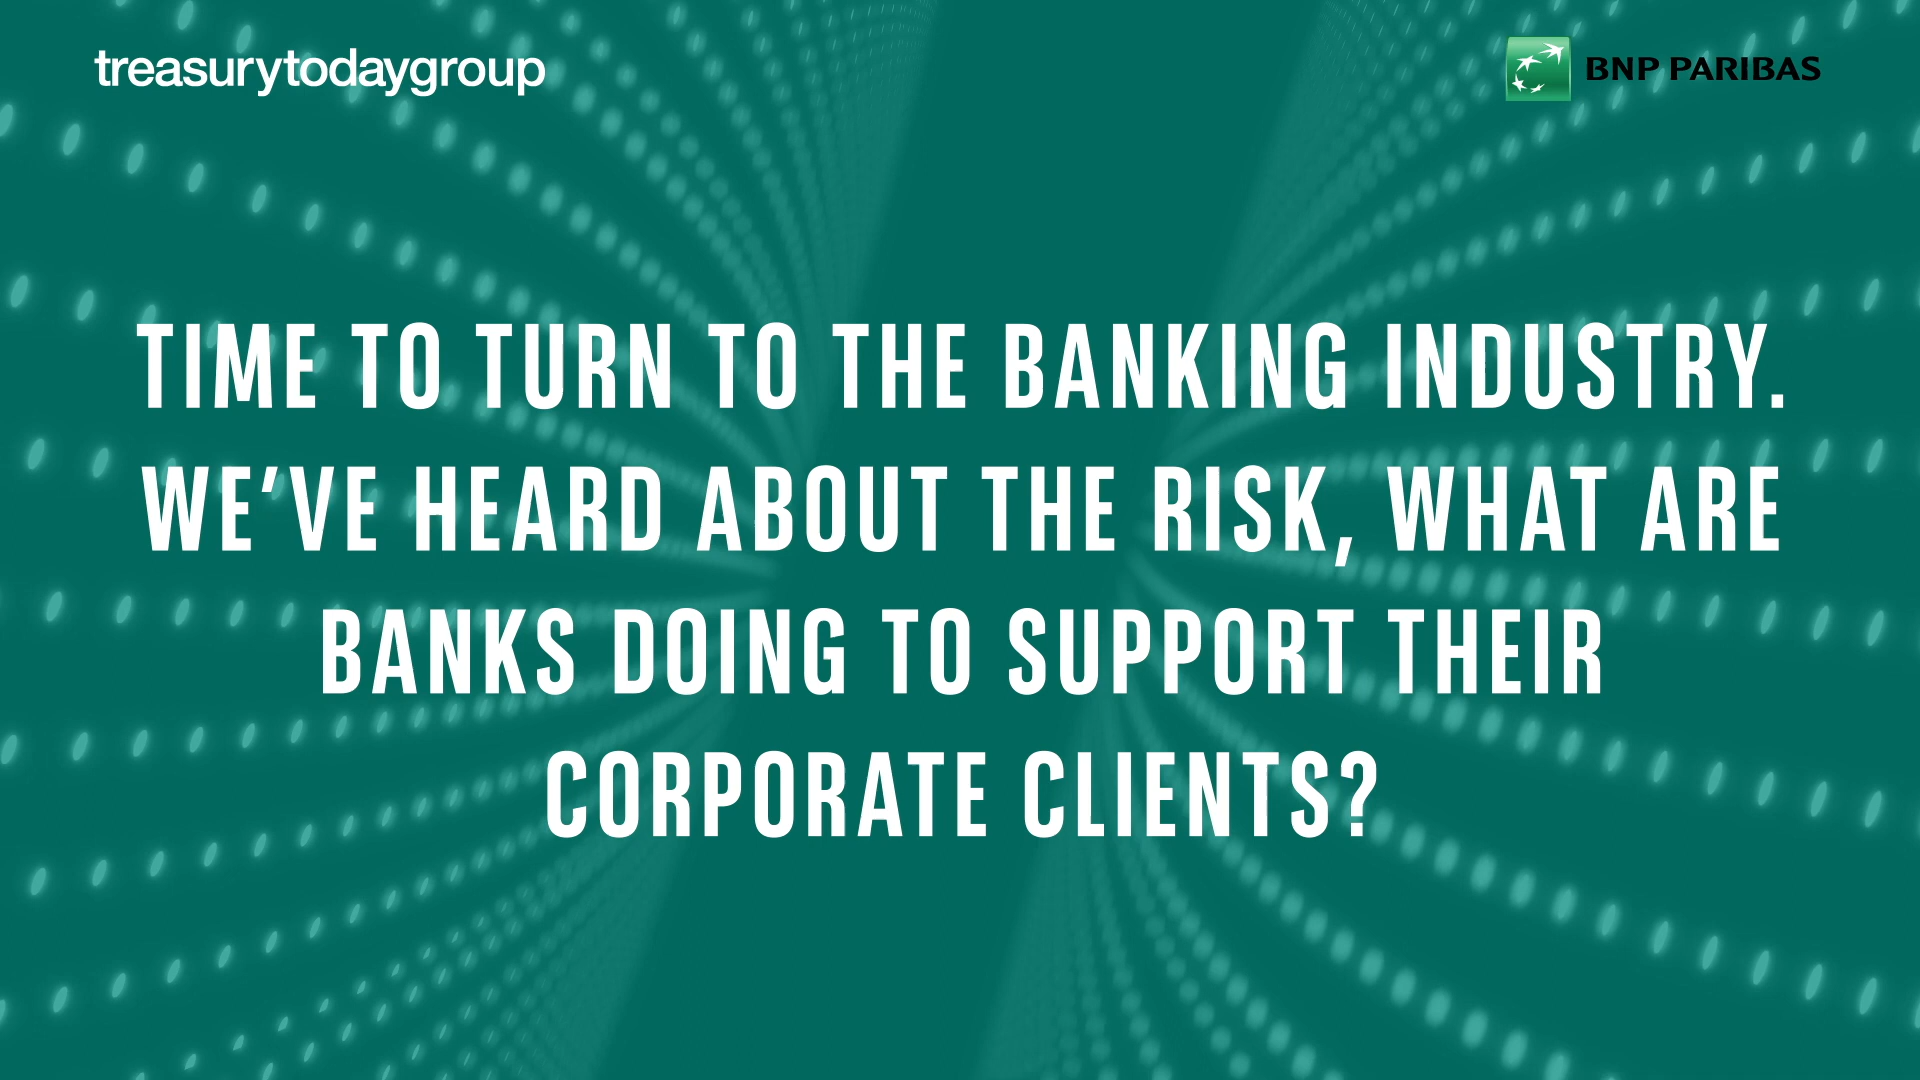 treasurytodaygroup
BNP PARIBAS
TIME TO TURN TO THE BANKING INDUSTRY.
WE’VE HEARD ABOUT THE RISK, WHAT ARE
BANKS DOING TO SUPPORT THEIR
CORPORATE CLIENTS?